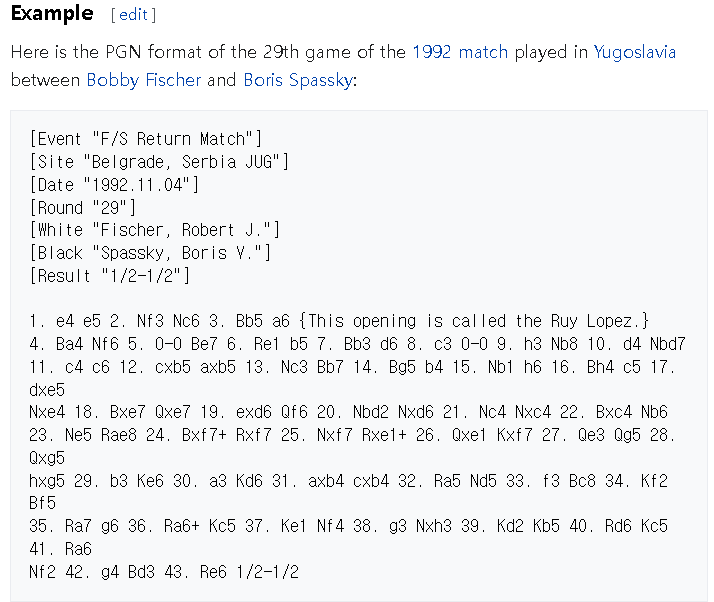 Example [ edit ]
Here is the PGN format of the 29th game of the 1992 match played in Yugoslavia
between Bobby Fischer and Boris Spassky:
[Event "F/S Return Match"]
[Site "Belgrade, Serbia JUG"]
[Date "1992.11.04"]
[Round "29"]
[White "Fischer, Robert J."]
[Black "Spassky, Boris V."]
[Result "1/2-1/2"]
1. e4 e5 2. Nf3 Nc6 3. Bb5 a6 {This opening is called the Ruy Lopez.}
4. Ba4 Nf6 5. O-O Be7 6. Re1 b5 7. Bb3 d6 8. c3 O-O 9. h3 Nb8 10. d4 Nbd7
11. c4 c6 12. cxb5 axb5 13. Nc3 Bb7 14. Bg5 b4 15. Nb1 h6 16. Bh4 c5 17.
dxe5
Nxe4 18. Bxe7 Qxe7 19. exd6 Qf6 20. Nbd2 Nxd6 21. Nc4 Nxc4 22. Bxc4 Nb6
23. Ne5 Rae8 24. Bxf7+ Rxf7 25. Nxf7 Rxe1+ 26. Qxe1 Kxf7 27. Qe3 Qg5 28.
Qxg5
hxg5 29. b3 Ke6 30. a3 Kd6 31. axb4 cxb4 32. Ra5 Nd5 33. f3 Bc8 34. Kf2
Bf5
35. Ra7 g6 36. Ra6+ Kc5 37. Ke1 Nf4 38. g3 Nxh3 39. Kd2 Kb5 40. Rd6 Kc5
41. Ra6
Nf2 42. g4 Bd3 43. Re6 1/2-1/2